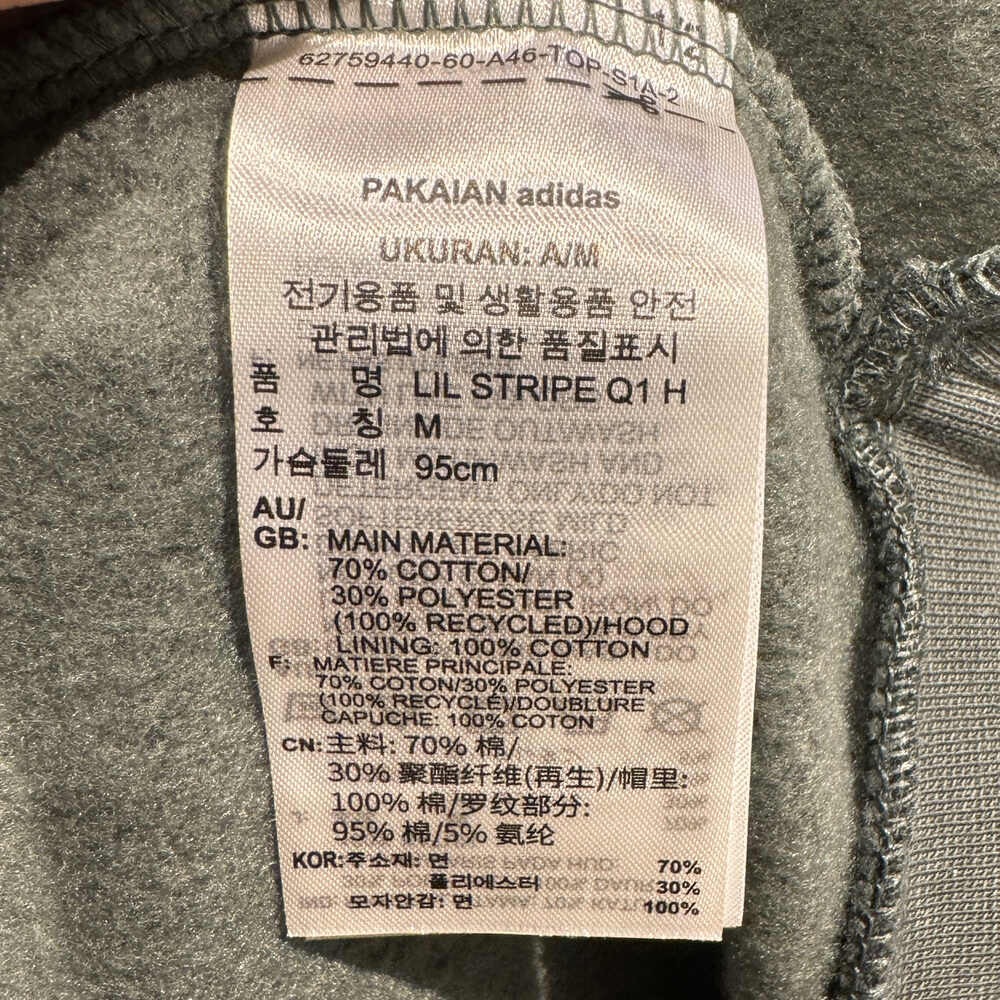 62759440-60-A46-TOP-S1A-2
PAKAIAN adidas
UKURAN: A/M
전기용품 및 생활용품 안전
관리법에 의한 품질표시
품 명 LIL STRIPE Q1 H
호 칭 M
가슴둘레 95cm
AU/
GB: MAIN MATERIAL:
70% COTTON/
30% POLYESTER
(100% RECYCLED)/HOOD
LINING: 100% COTTON
F: MATIERE PRINCIPALE:
70% COTON/30% POLYESTER
(100% RECYCLÉ)/DOUBLURE
CAPUCHE: 100% COTON
CN: 主料: 70% 棉/
30% 聚酯纤维(再生)/帽里:
100% 棉/罗纹部分:
95% 棉/5% 氨纶
KOR: 주소재: 면 70%
폴리에스터 30%
모자안감: 면 100%